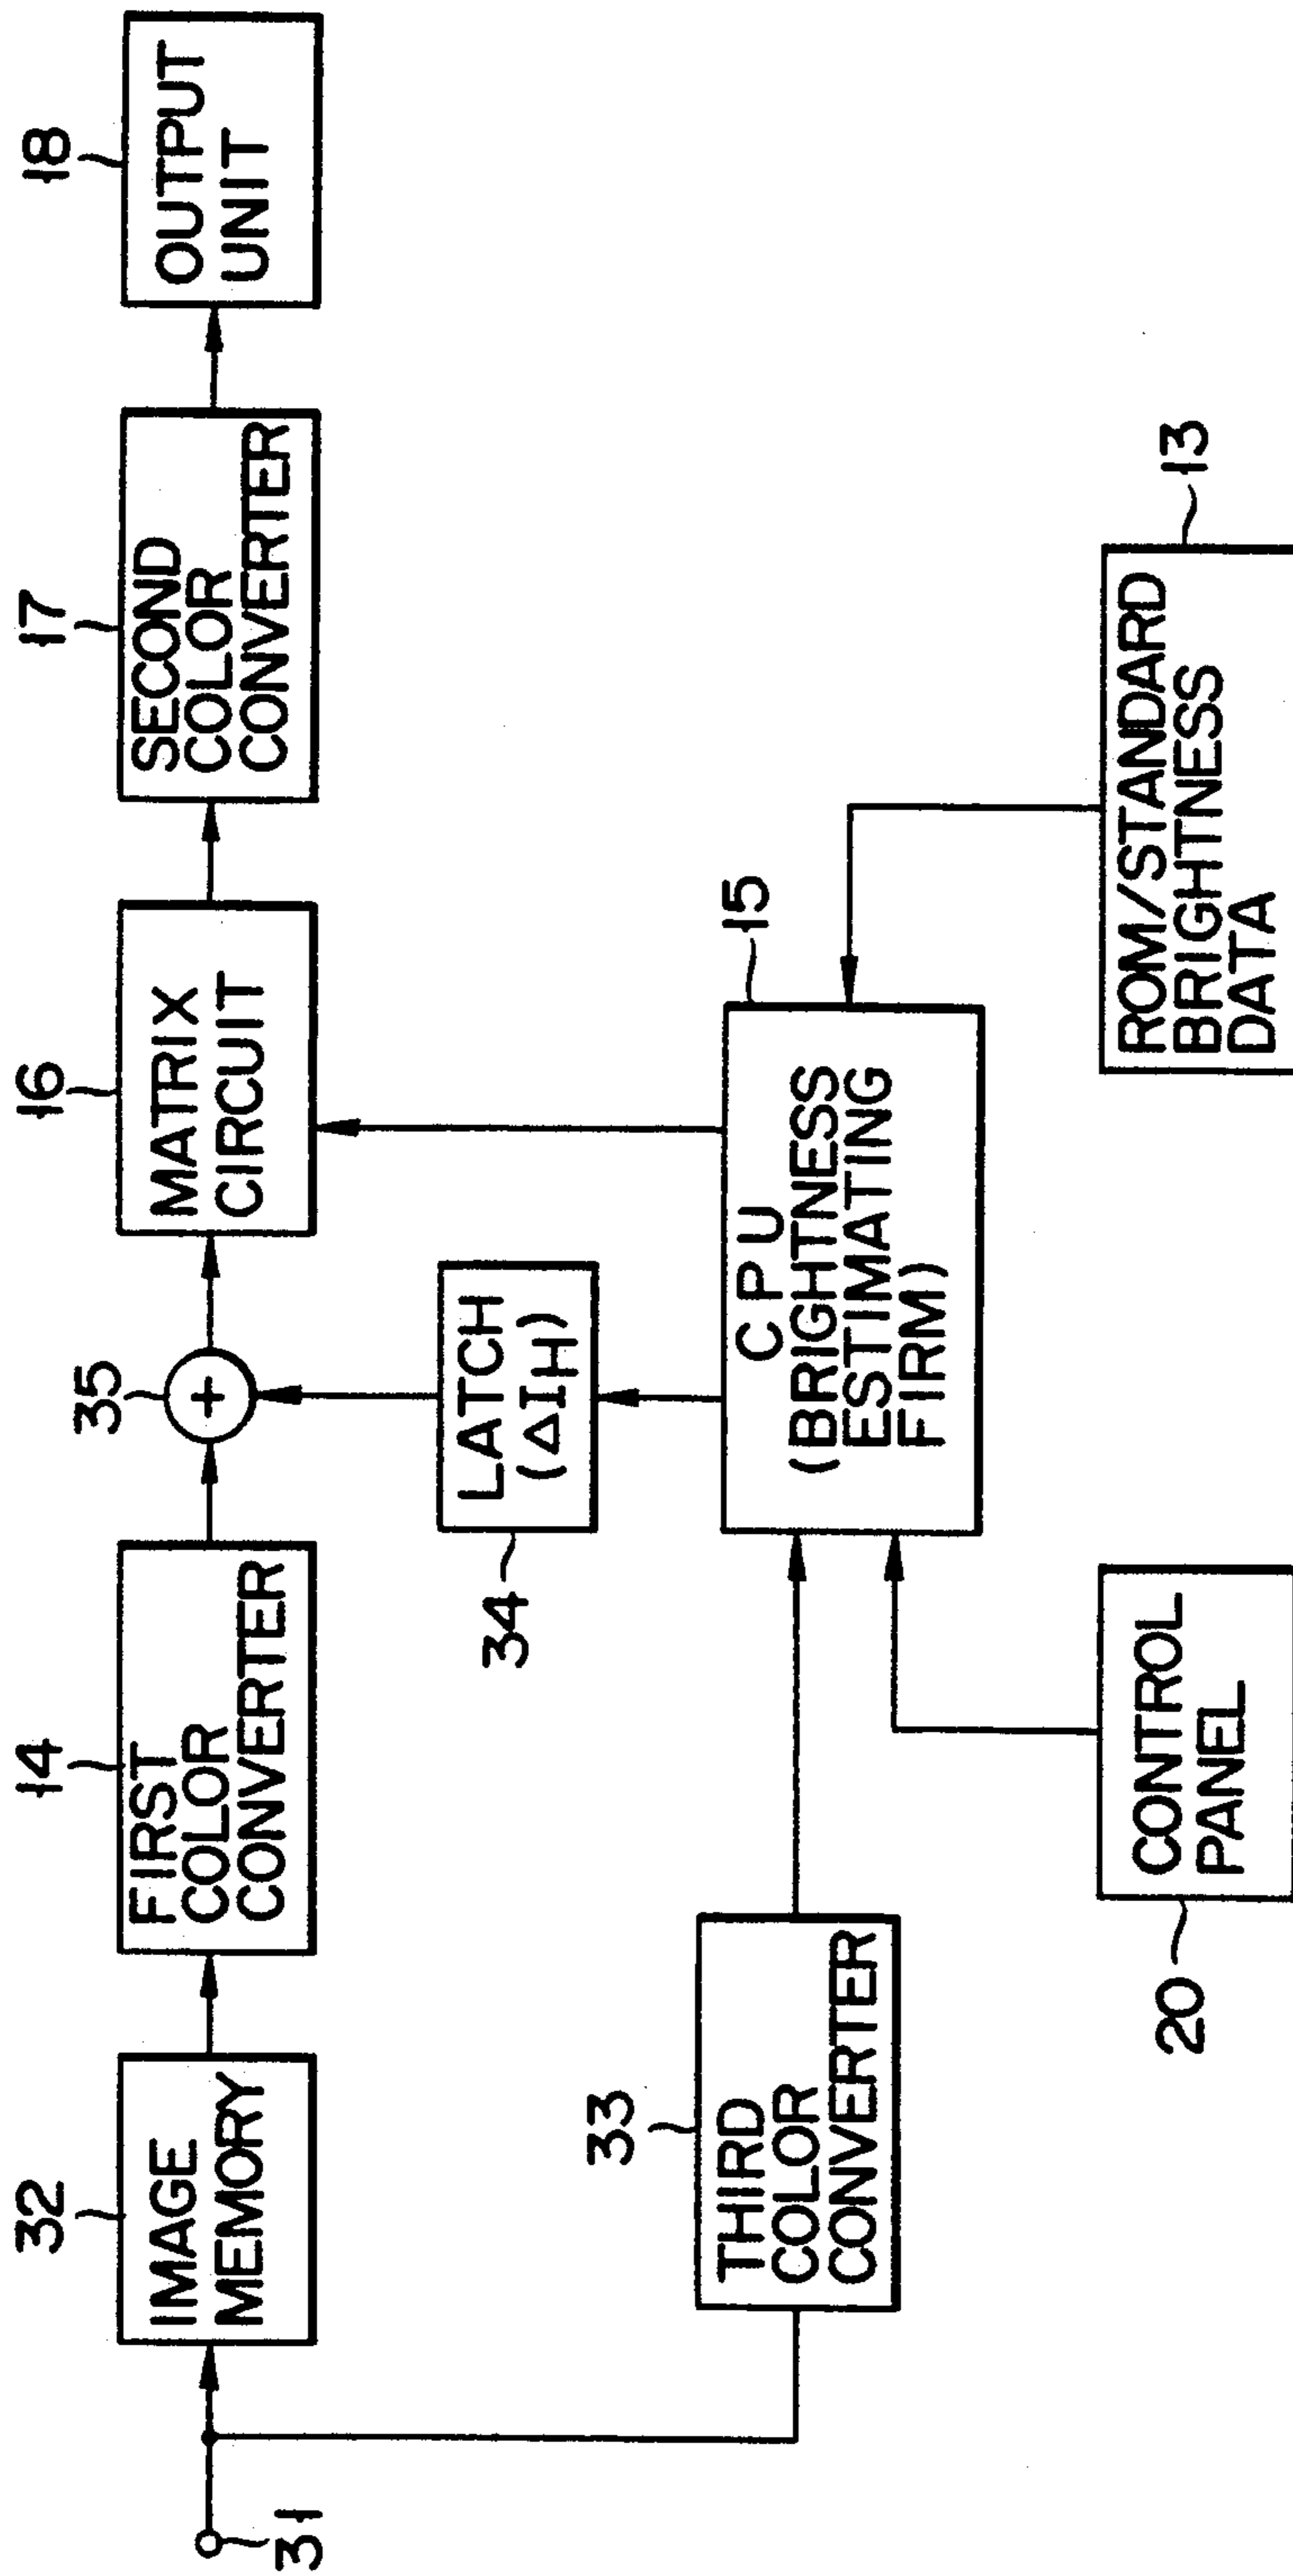 32
IMAGE
MEMORY
14
FIRST
COLOR
CONVERTER
35
+
16
MATRIX
CIRCUIT
17
SECOND
COLOR
CONVERTER
18
OUTPUT
UNIT
31
34
LATCH
(ΔIH)
33
THIRD
COLOR
CONVERTER
15
CPU
(BRIGHTNESS
ESTIMATING
FIRM)
20
CONTROL
PANEL
13
ROM/STANDARD
BRIGHTNESS
DATA